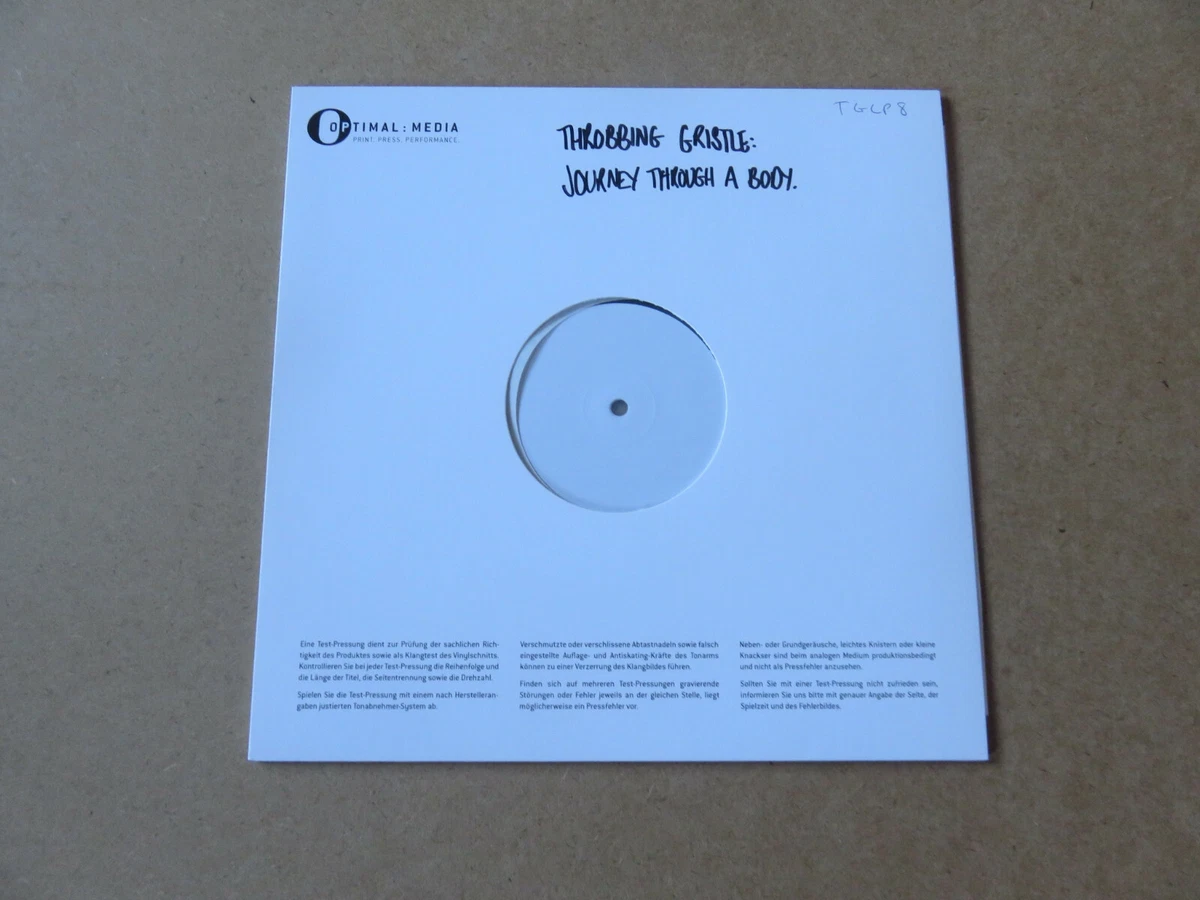 OPTIMAL : MEDIA
PRINT. PRESS. PERFORMANCE.
THROBBING GRISTLE:
JOURNEY THROUGH A BODY.
TGLP8
Eine Test-Pressung dient zur Prüfung der sachlichen Rich-
tigkeit des Produktes sowie als Klangtest des Vinylschnitts.
Kontrollieren Sie bei jeder Test-Pressung die Reihenfolge und
die Länge der Titel, die Seitentrennung sowie die Drehzahl.
Spielen Sie die Test-Pressung mit einem nach Herstelleran-
gaben justierten Tonabnehmer-System ab.
Verschmutzte oder verschlissene Abtastnadeln sowie falsch
eingestellte Auflage- und Antiskating-Kräfte des Tonarms
können zu einer Verzerrung des Klangbildes führen.
Finden sich auf mehreren Test-Pressungen gravierende
Störungen oder Fehler jeweils an der gleichen Stelle, liegt
möglicherweise ein Pressfehler vor.
Neben- oder Grundgeräusche, leichtes Knistern oder kleine
Knackser sind beim analogen Medium produktionsbedingt
und nicht als Pressfehler anzusehen.
Sollten Sie mit einer Test-Pressung nicht zufrieden sein,
informieren Sie uns bitte mit genauer Angabe der Seite, der
Spielzeit und des Fehlerbildes.